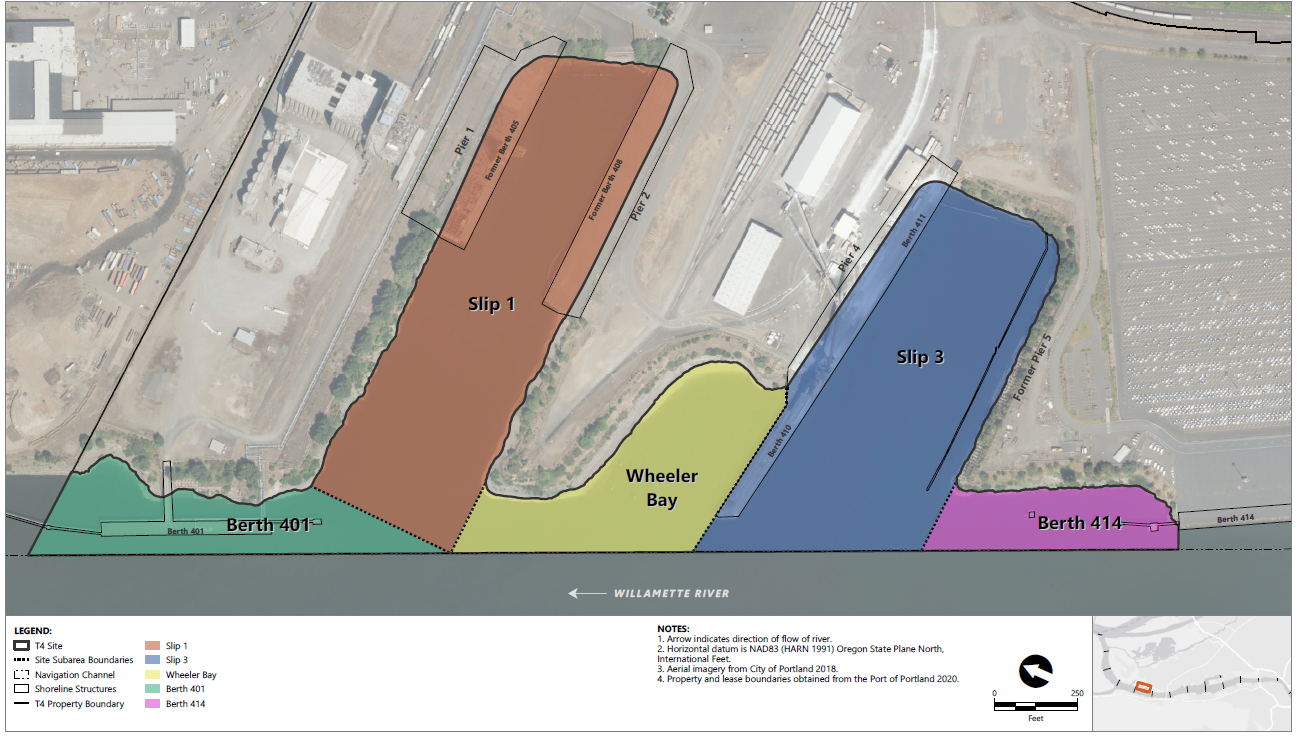 Pier 1
Former Berth 405
Former Berth 408
Pier 2
Slip 1
Berth 411
Pier 4
Slip 3
Former Pier 5
Berth 410
Wheeler
Bay
Berth 401
Berth 401
Berth 414
Berth 414
WILLAMETTE RIVER
LEGEND:
T4 Site
Site Subarea Boundaries
Navigation Channel
Shoreline Structures
T4 Property Boundary
Slip 1
Slip 3
Wheeler Bay
Berth 401
Berth 414
NOTES:
1. Arrow indicates direction of flow of river.
2. Horizontal datum is NAD83 (HARN 1991) Oregon State Plane North,
International Feet.
3. Aerial imagery from City of Portland 2018.
4. Property and lease boundaries obtained from the Port of Portland 2020.
0 250
Feet